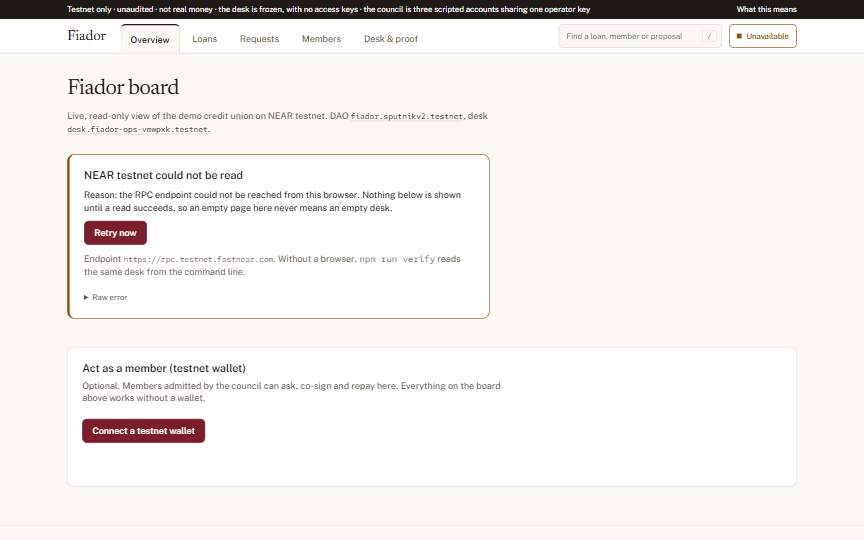 Testnet only · unaudited · not real money · the desk is frozen, with no access keys · the council is three scripted accounts sharing one operator key
What this means
Fiador
Overview
Loans
Requests
Members
Desk & proof
Find a loan, member or proposal
/
Unavailable
Fiador board
Live, read-only view of the demo credit union on NEAR testnet. DAO fiador.sputnikv2.testnet, desk
desk.fiador-ops-vmwpxk.testnet.
NEAR testnet could not be read
Reason: the RPC endpoint could not be reached from this browser. Nothing below is shown
until a read succeeds, so an empty page here never means an empty desk.
Retry now
Endpoint https://rpc.testnet.fastnear.com. Without a browser, npm run verify reads
the same desk from the command line.
Raw error
Act as a member (testnet wallet)
Optional. Members admitted by the council can ask, co-sign and repay here. Everything on the board
above works without a wallet.
Connect a testnet wallet